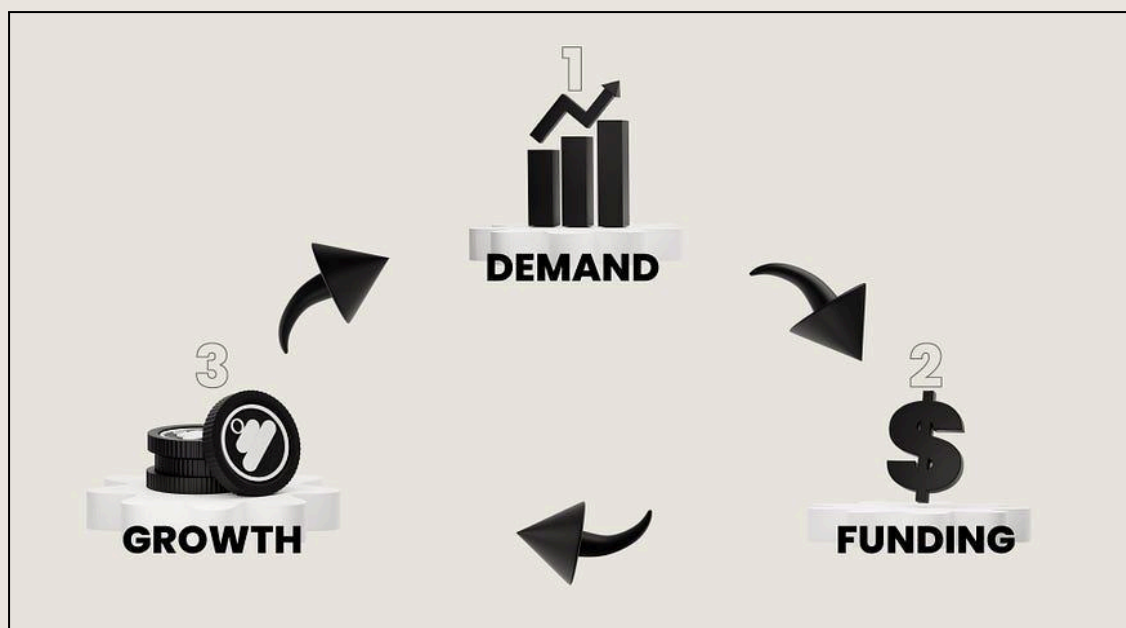 1
DEMAND
2
FUNDING
3
GROWTH